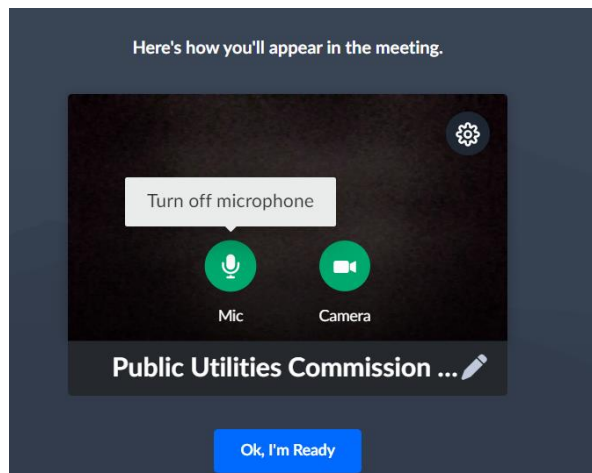 Here's how you'll appear in the meeting.
Turn off microphone
Mic Camera
Public Utilities Commission ...
Ok, I'm Ready